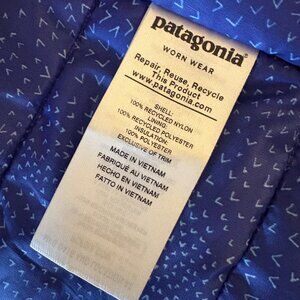 patagonia®
WORN WEAR
Repair, Reuse, Recycle
This Product
www.patagonia.com
SHELL:
100% RECYCLED NYLON
LINING:
100% RECYCLED POLYESTER
INSULATION:
100% RECYCLED POLYESTER
EXCLUSIVE OF TRIM
MADE IN VIETNAM
FABRIQUÉ AU VIETNAM
HECHO EN VIETNAM
FATTO IN VIETNAM